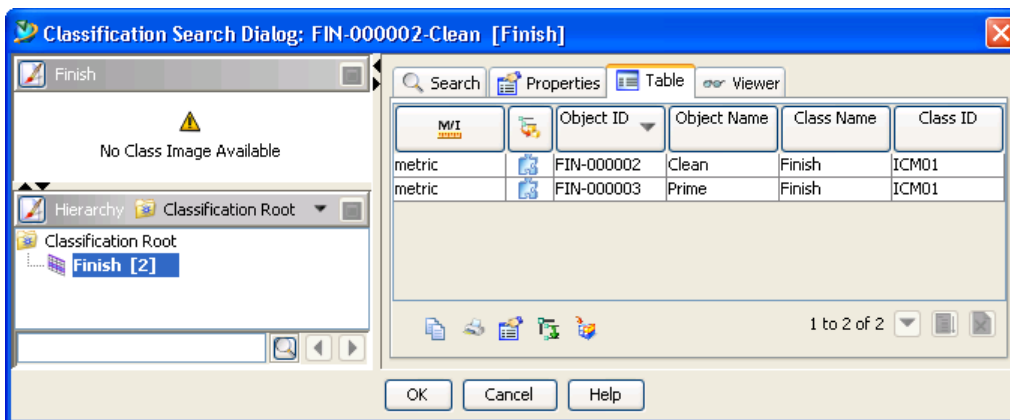 Classification Search Dialog: FIN-000002-Clean [Finish]
Finish
No Class Image Available
Hierarchy Classification Root
Classification Root
Finish [2]
Search Properties Table Viewer
M/I Object ID Object Name Class Name Class ID
metric FIN-000002 Clean Finish ICM01
metric FIN-000003 Prime Finish ICM01
1 to 2 of 2
OK Cancel Help